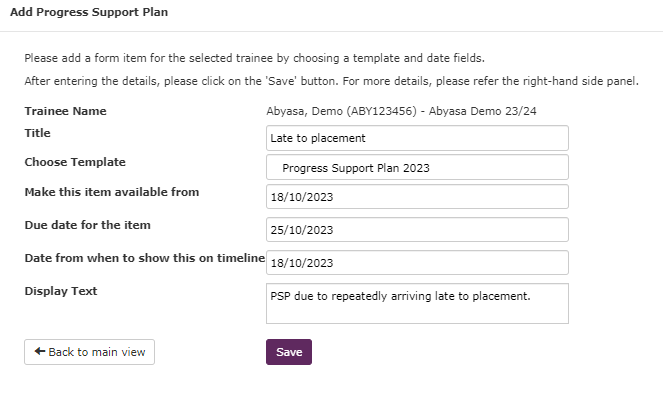 Add Progress Support Plan
Please add a form item for the selected trainee by choosing a template and date fields.
After entering the details, please click on the 'Save' button. For more details, please refer the right-hand side panel.
Trainee Name Abyasa, Demo (ABY123456) - Abyasa Demo 23/24
Title Late to placement
Choose Template Progress Support Plan 2023
Make this item available from 18/10/2023
Due date for the item 25/10/2023
Date from when to show this on timeline 18/10/2023
Display Text PSP due to repeatedly arriving late to placement.
Back to main view Save